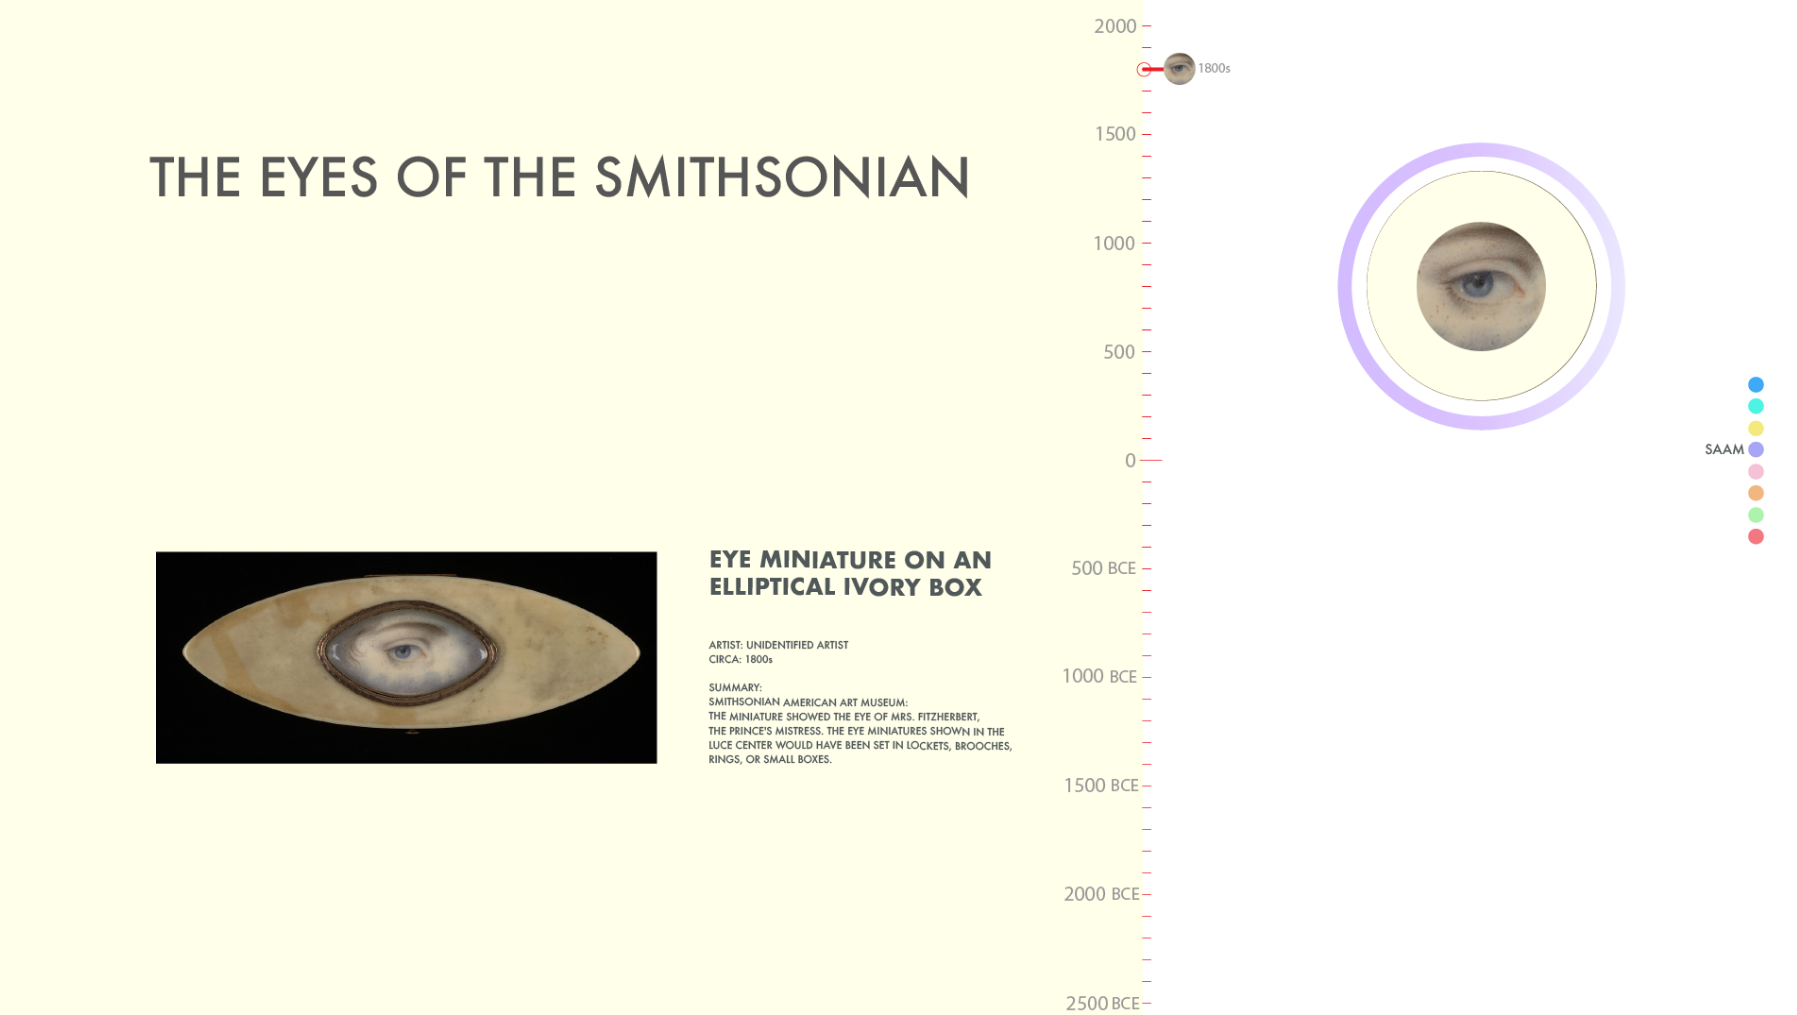 THE EYES OF THE SMITHSONIAN
EYE MINIATURE ON AN
ELLIPTICAL IVORY BOX
ARTIST: UNIDENTIFIED ARTIST
CIRCA: 1800s
SUMMARY:
SMITHSONIAN AMERICAN ART MUSEUM:
THE MINIATURE SHOWED THE EYE OF MRS. FITZHERBERT,
THE PRINCE'S MISTRESS. THE EYE MINIATURES SHOWN IN THE
LUCE CENTER WOULD HAVE BEEN SET IN LOCKETS, BROOCHES,
RINGS, OR SMALL BOXES.
2000
1800s
1500
1000
500
0
500 BCE
1000 BCE
1500 BCE
2000 BCE
2500 BCE
SAAM